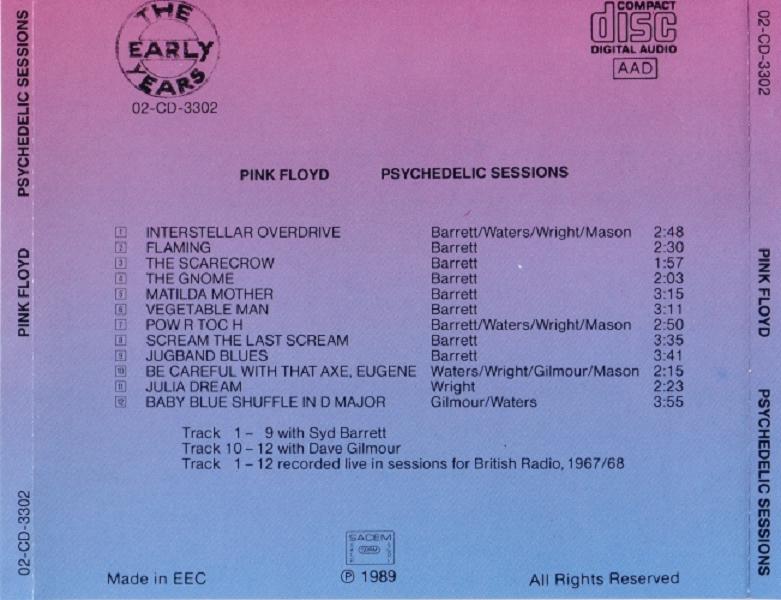 THE
EARLY
YEARS
02-CD-3302
COMPACT
disc
DIGITAL AUDIO
AAD
PINK FLOYD PSYCHEDELIC SESSIONS
1 INTERSTELLAR OVERDRIVE Barrett/Waters/Wright/Mason 2:48
2 FLAMING Barrett 2:30
3 THE SCARECROW Barrett 1:57
4 THE GNOME Barrett 2:03
5 MATILDA MOTHER Barrett 3:15
6 VEGETABLE MAN Barrett 3:11
7 POW R TOC H Barrett/Waters/Wright/Mason 2:50
8 SCREAM THE LAST SCREAM Barrett 3:35
9 JUGBAND BLUES Barrett 3:41
10 BE CAREFUL WITH THAT AXE, EUGENE Waters/Wright/Gilmour/Mason 2:15
11 JULIA DREAM Wright 2:23
12 BABY BLUE SHUFFLE IN D MAJOR Gilmour/Waters 3:55
Track 1 – 9 with Syd Barrett
Track 10 – 12 with Dave Gilmour
Track 1 – 12 recorded live in sessions for British Radio, 1967/68
SACEM
Made in EEC
℗ 1989
All Rights Reserved
02-CD-3302 PINK FLOYD PSYCHEDELIC SESSIONS
02-CD-3302 PINK FLOYD PSYCHEDELIC SESSIONS